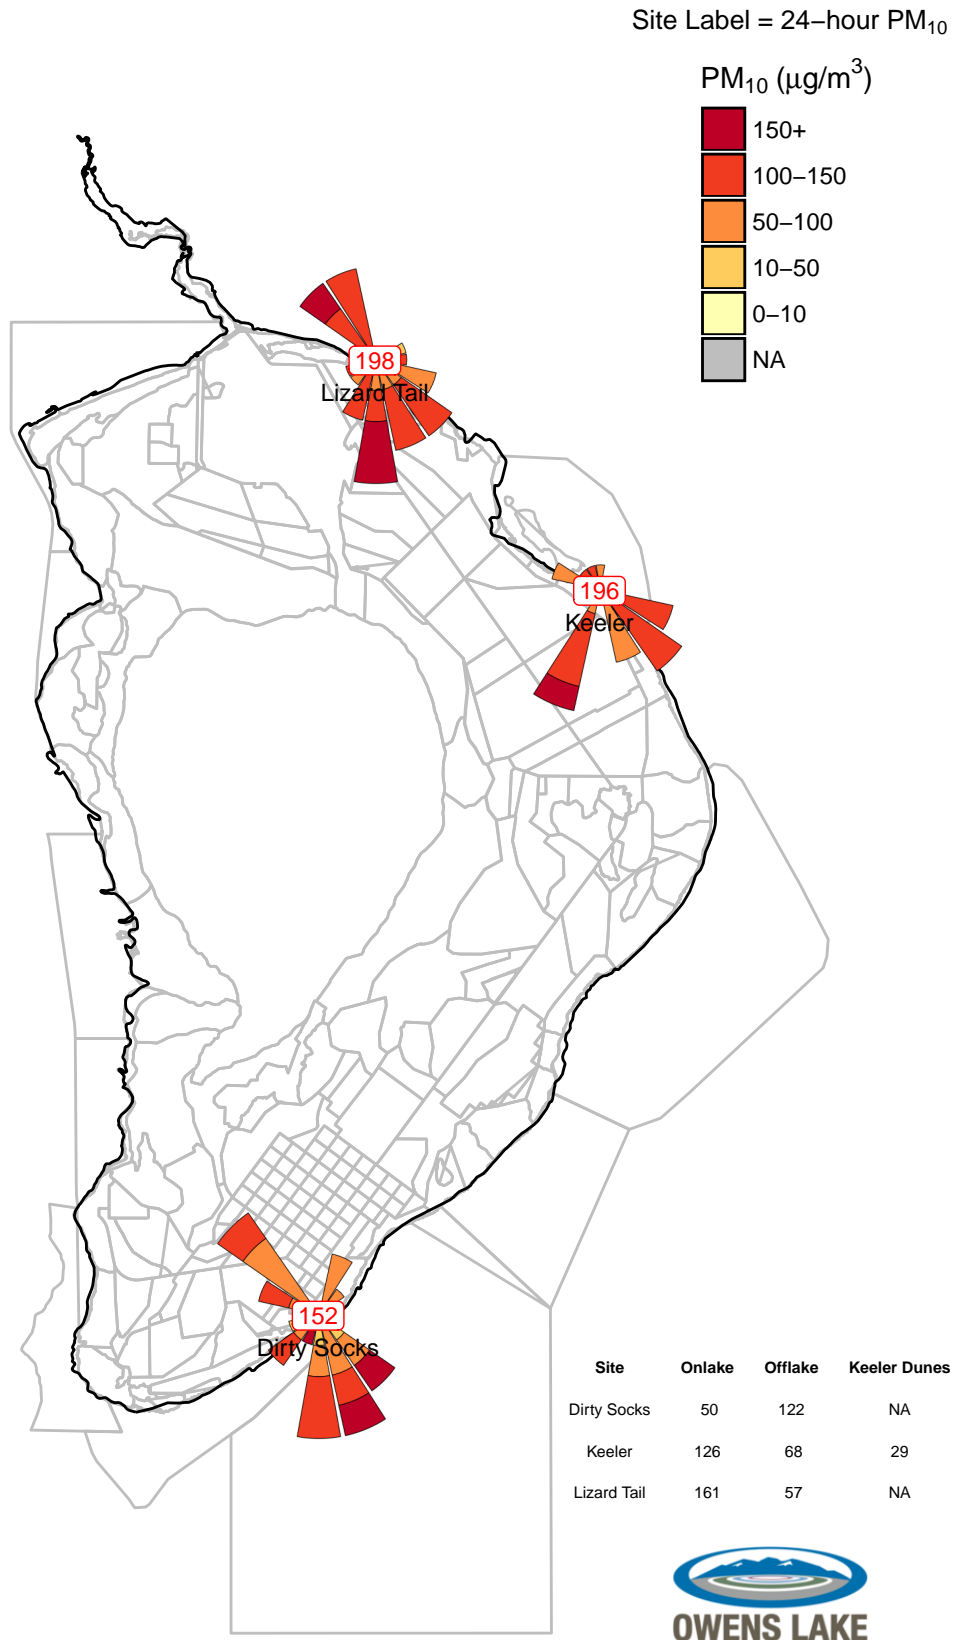 Site Label = 24−hour PM₁₀
PM₁₀ (μg/m³)
150+
100−150
50−100
10−50
0−10
NA
198
Lizard Tail
196
Keeler
152
Dirty Socks
Site Onlake Offlake Keeler Dunes
Dirty Socks 50 122 NA
Keeler 126 68 29
Lizard Tail 161 57 NA
OWENS LAKE